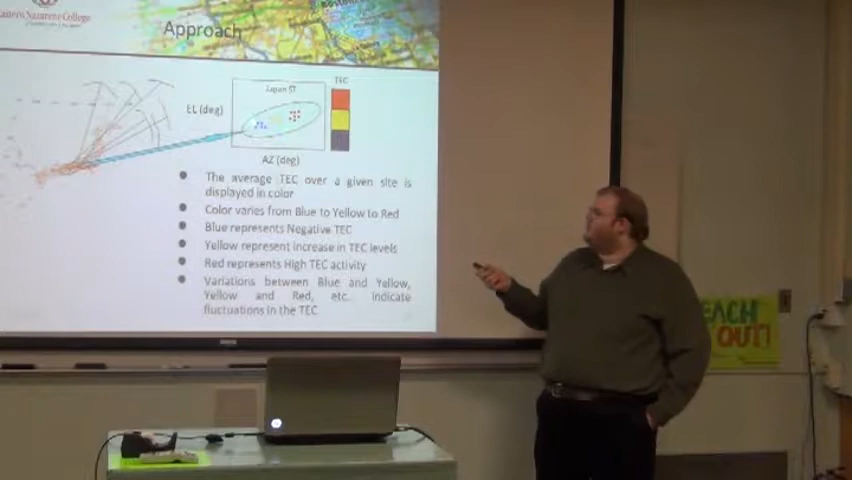 Eastern Nazarene College
Approach
TEC
Japan ST
EL (deg)
AZ (deg)
The average TEC over a given site is
displayed in color
Color varies from Blue to Yellow to Red
Blue represents Negative TEC
Yellow represent increase in TEC levels
Red represents High TEC activity
Variations between Blue and Yellow,
Yellow and Red, etc. indicate
fluctuations in the TEC
EACH
OUT!